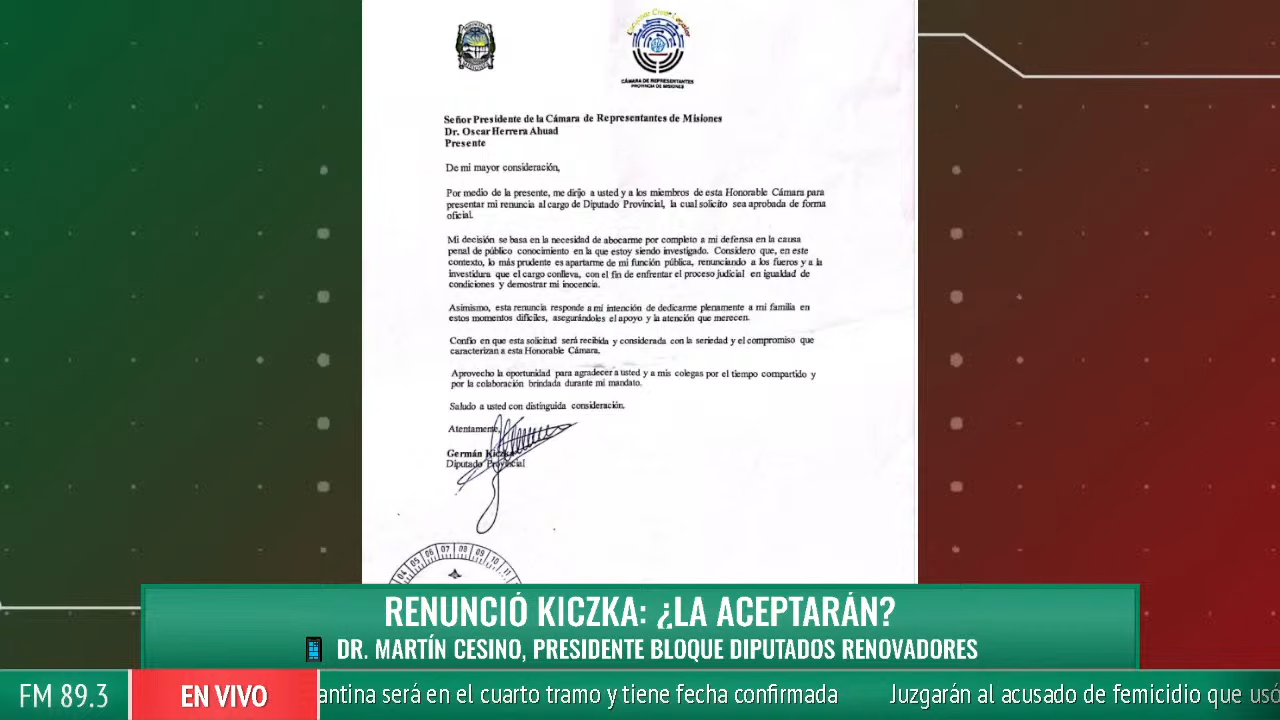 Escuchar Crear Legislar
CÁMARA DE REPRESENTANTES
PROVINCIA DE MISIONES
Señor Presidente de la Cámara de Representantes de Misiones
Dr. Oscar Herrera Ahuad
Presente
De mi mayor consideración,
Por medio de la presente, me dirijo a usted y a los miembros de esta Honorable Cámara para
presentar mi renuncia al cargo de Diputado Provincial, la cual solicito sea aprobada de forma
oficial.
Mi decisión se basa en la necesidad de abocarme por completo a mi defensa en la causa
penal de público conocimiento en la que estoy siendo investigado. Considero que, en este
contexto, lo más prudente es apartarme de mi función pública, renunciando a los fueros y a la
investidura que el cargo conlleva, con el fin de enfrentar el proceso judicial en igualdad de
condiciones y demostrar mi inocencia.
Asimismo, esta renuncia responde a mi intención de dedicarme plenamente a mi familia en
estos momentos difíciles, asegurándoles el apoyo y la atención que merecen.
Confío en que esta solicitud será recibida y considerada con la seriedad y el compromiso que
caracterizan a esta Honorable Cámara.
Aprovecho la oportunidad para agradecer a usted y a mis colegas por el tiempo compartido y
por la colaboración brindada durante mi mandato.
Saludo a usted con distinguida consideración.
Atentamente,
Germán Kiczka
Diputado Provincial
04 05 06 07 08 09 10 11
RENUNCIÓ KICZKA: ¿LA ACEPTARÁN?
DR. MARTÍN CESINO, PRESIDENTE BLOQUE DIPUTADOS RENOVADORES
FM 89.3
EN VIVO
antina será en el cuarto tramo y tiene fecha confirmada
Juzgarán al acusado de femicidio que usó